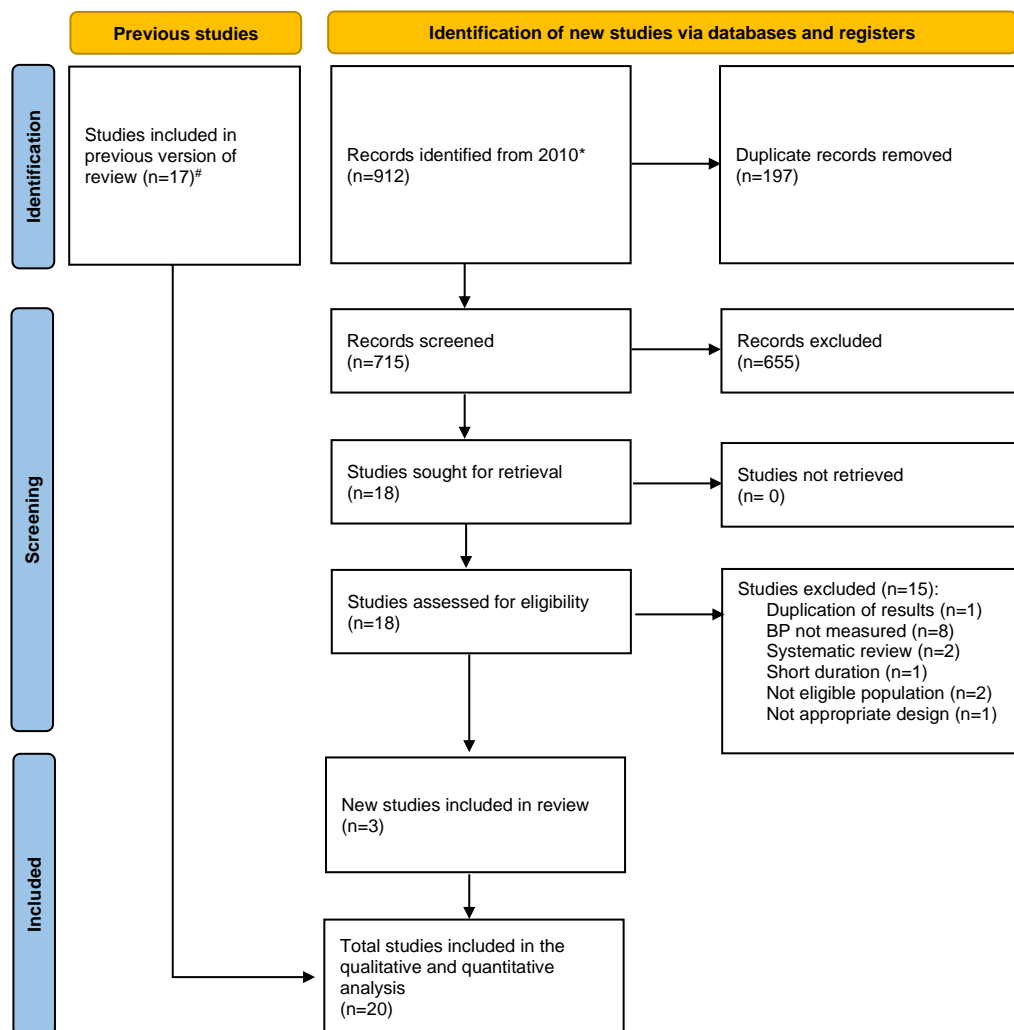 Previous studies
Identification of new studies via databases and registers
Identification
Studies included in
previous version of
review (n=17)#
Records identified from 2010*
(n=912)
Duplicate records removed
(n=197)
Screening
Records screened
(n=715)
Records excluded
(n=655)
Studies sought for retrieval
(n=18)
Studies not retrieved
(n= 0)
Studies assessed for eligibility
(n=18)
Studies excluded (n=15):
Duplication of results (n=1)
BP not measured (n=8)
Systematic review (n=2)
Short duration (n=1)
Not eligible population (n=2)
Not appropriate design (n=1)
Included
New studies included in review
(n=3)
Total studies included in the
qualitative and quantitative
analysis
(n=20)